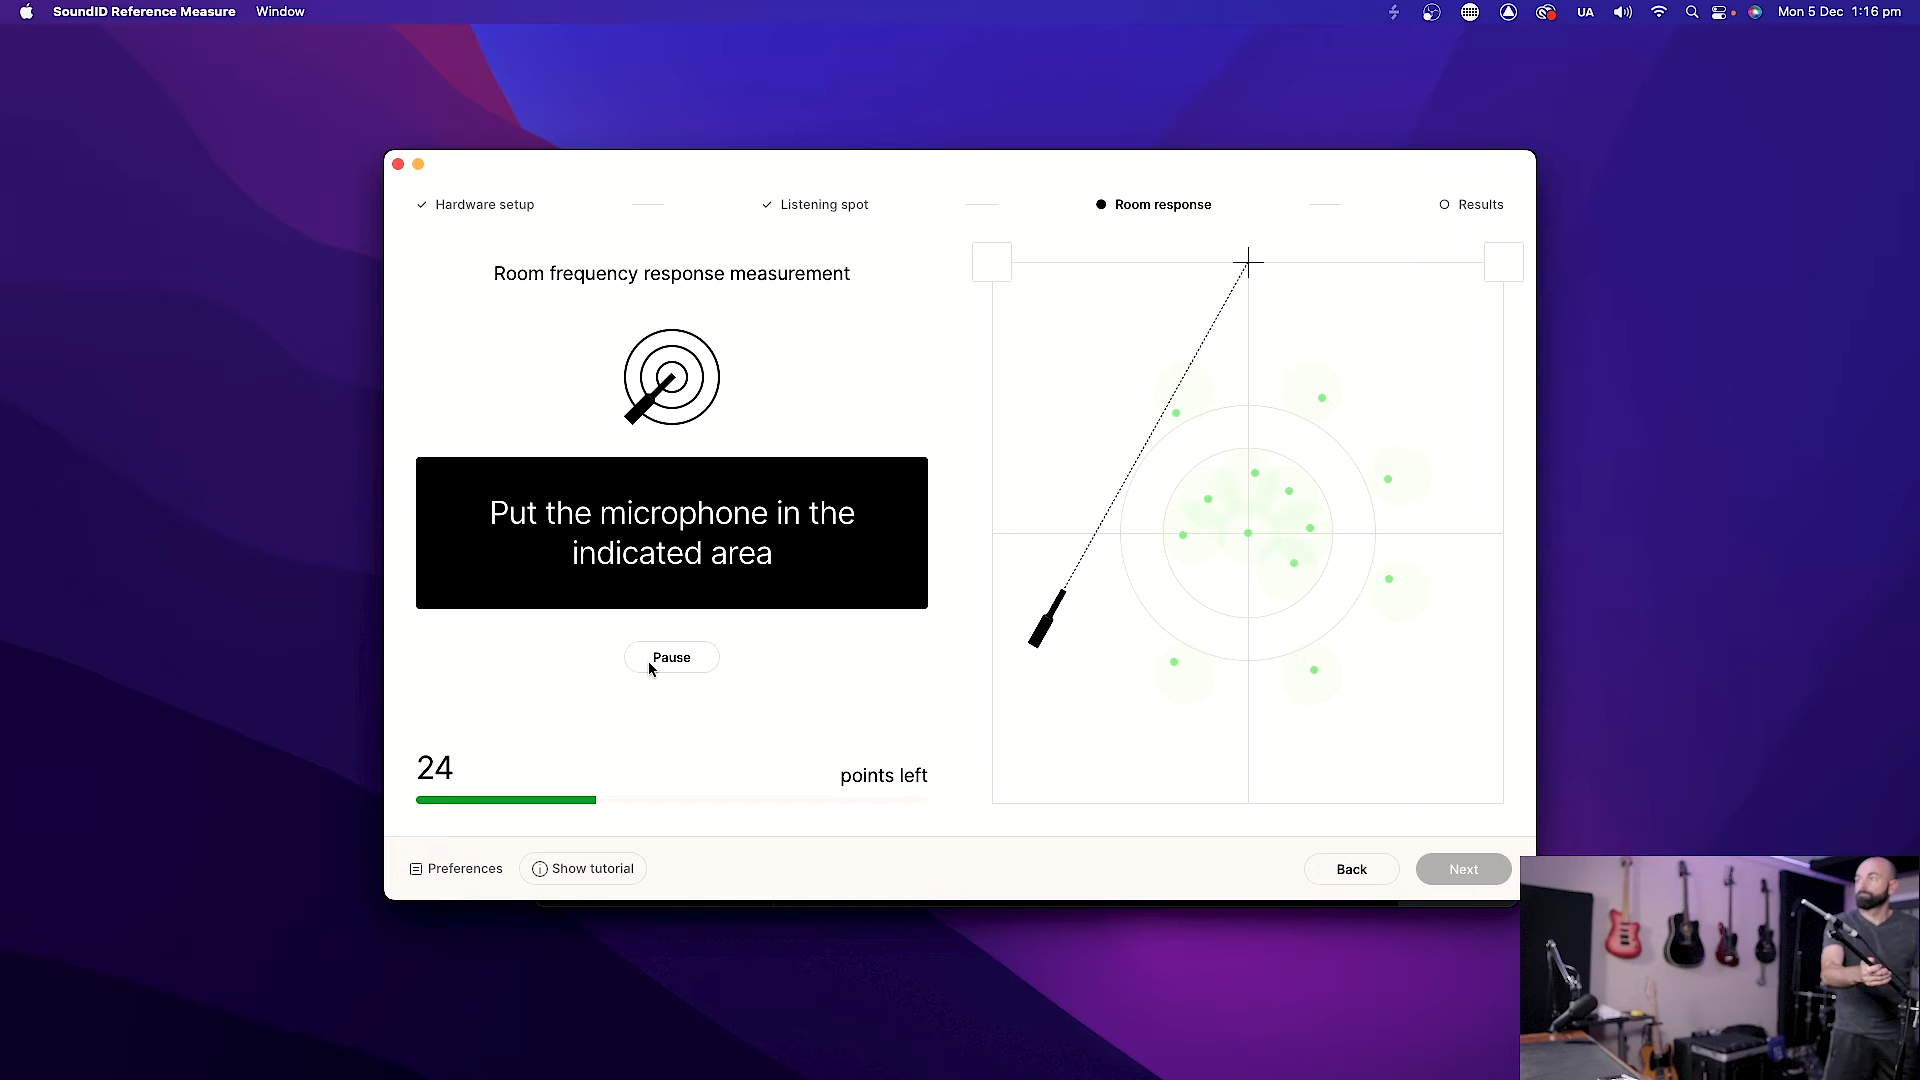 SoundID Reference Measure Window
UA Mon 5 Dec 1:16 pm
Hardware setup Listening spot Room response Results
Room frequency response measurement
Put the microphone in the
indicated area
Pause
24 points left
Preferences Show tutorial Back Next